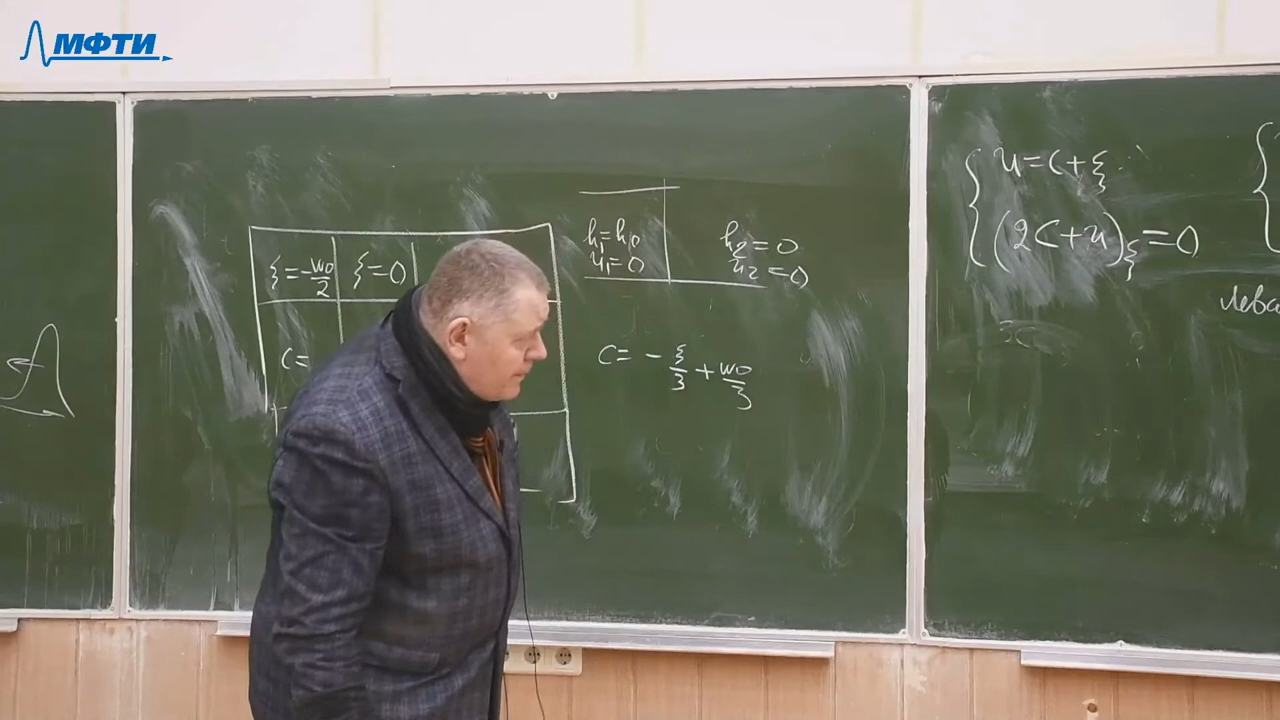 МФТИ
ξ=-w0/2
ξ=0
c=
h1=h0
u1=0
h2=0
u2=0
c= -ξ/3 + w0/3
u=c+ξ
(2c+u)ξ=0
Лева